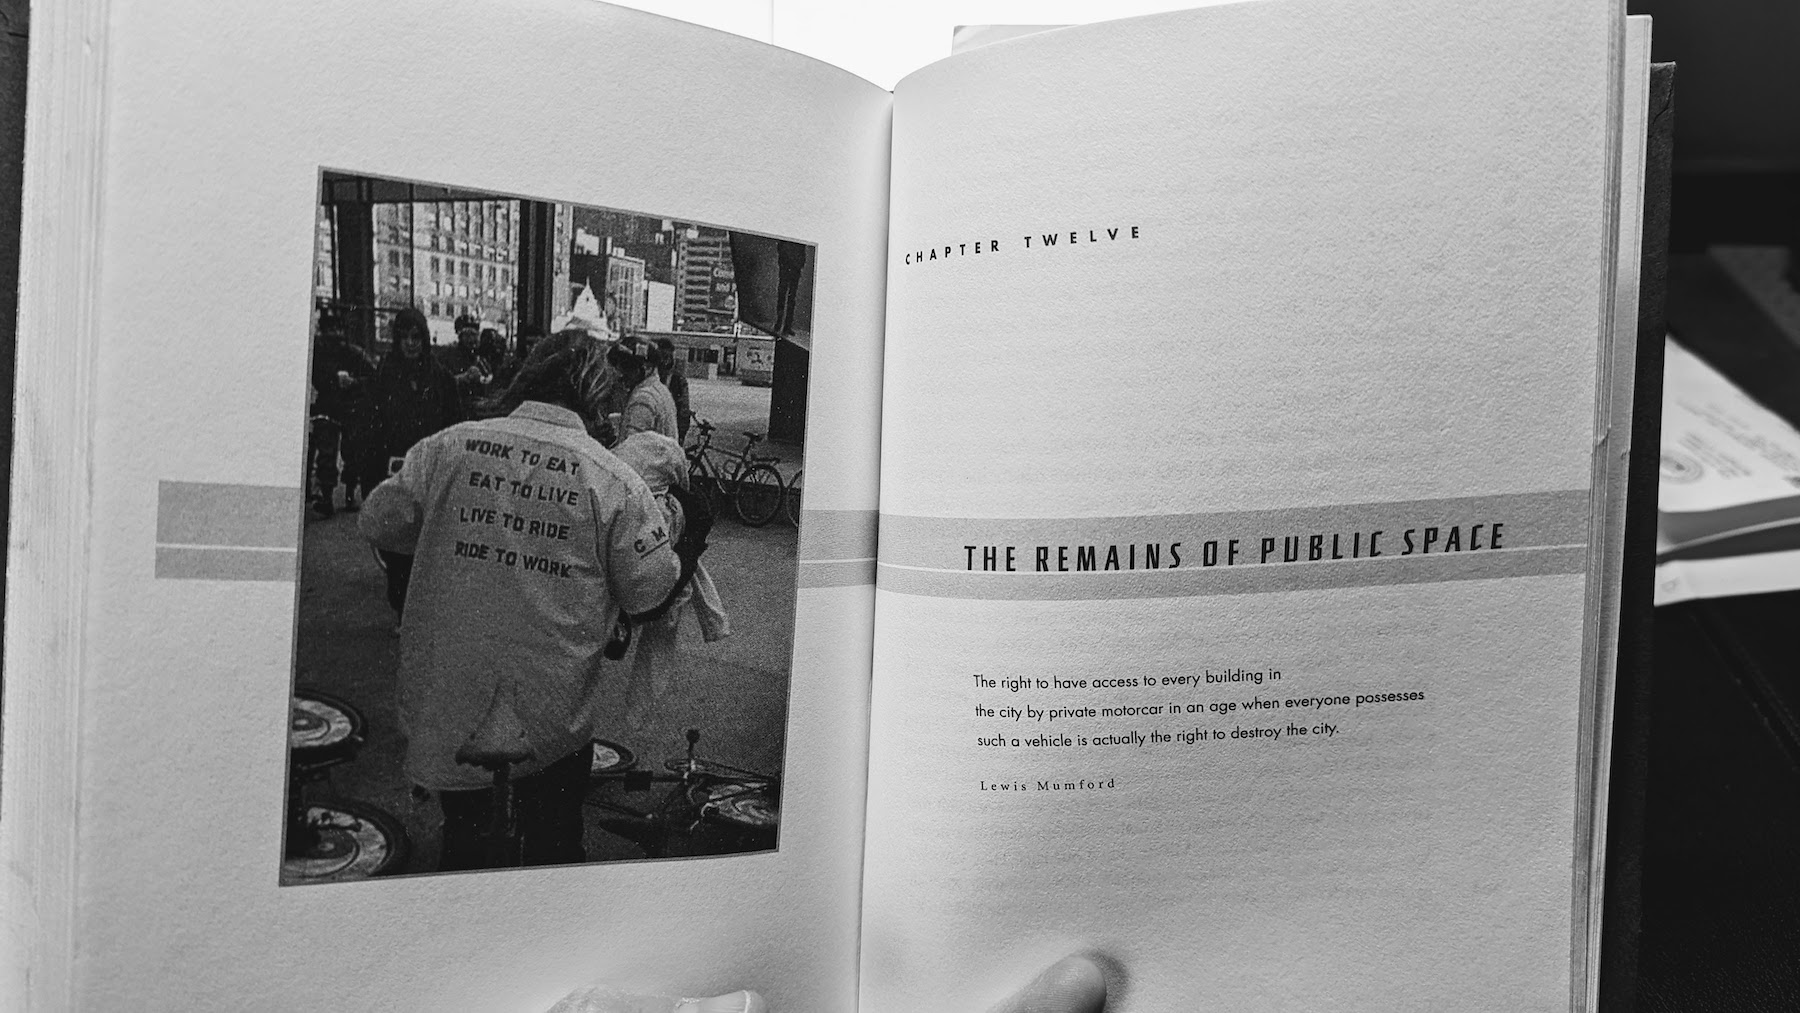 WORK TO EAT
EAT TO LIVE
LIVE TO RIDE
RIDE TO WORK
C M
CHAPTER TWELVE
THE REMAINS OF PUBLIC SPACE
The right to have access to every building in
the city by private motorcar in an age when everyone possesses
such a vehicle is actually the right to destroy the city.
Lewis Mumford